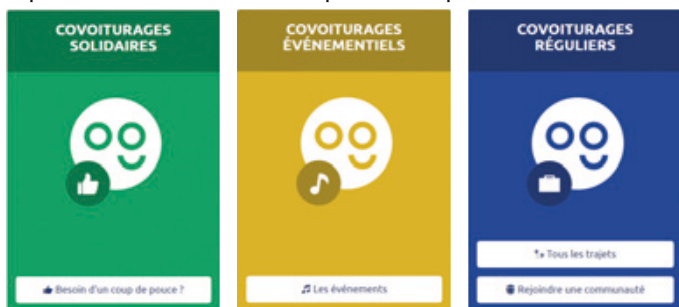 COVOITURAGES
SOLIDAIRES
Besoin d'un coup de pouce ?
COVOITURAGES
ÉVÉNEMENTIELS
Les événements
COVOITURAGES
RÉGULIERS
Tous les trajets
Rejoindre une communauté